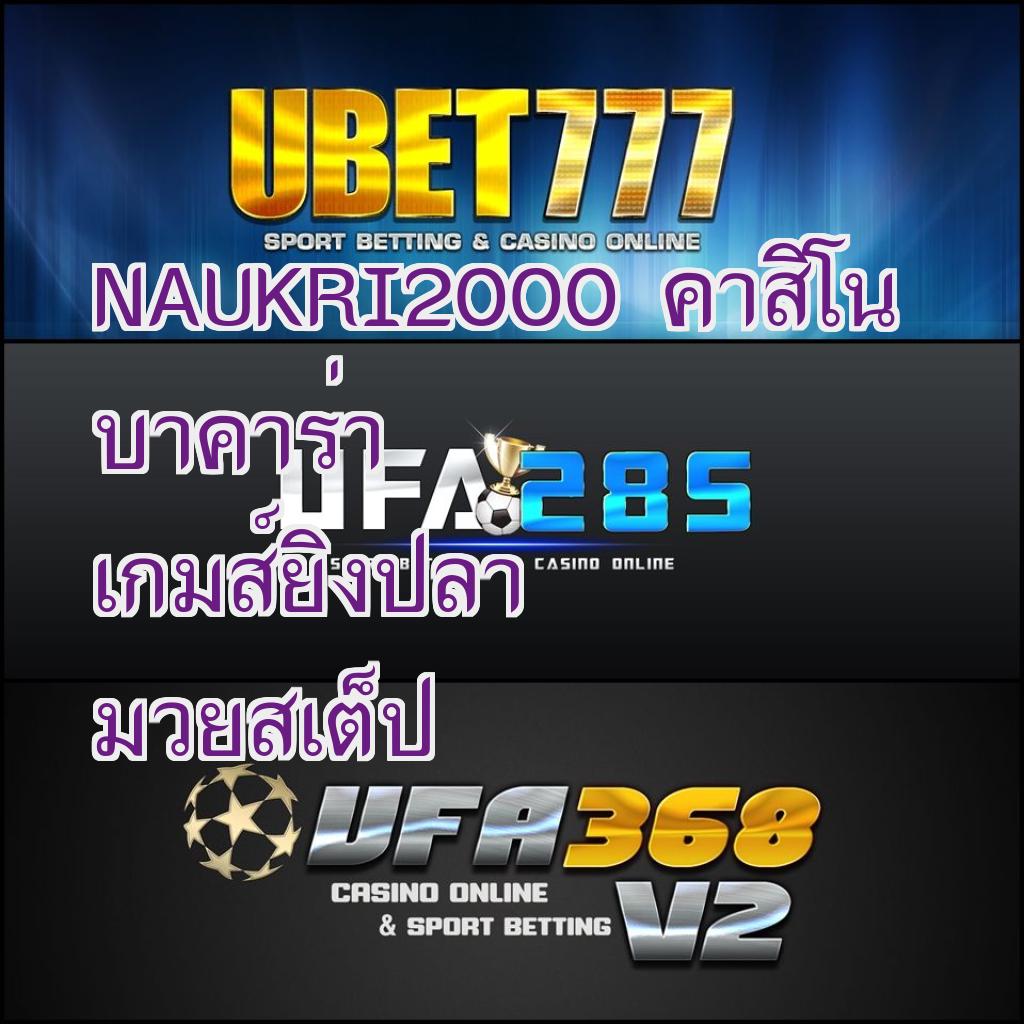 UBET777
SPORT BETTING & CASINO ONLINE
NAUKRI2000 คาสิโน
บาคาร่า
UFA285
CASINO ONLINE
เกมส์ยิงปลา
มวยสเต็ป
UFA368
CASINO ONLINE
& SPORT BETTING
V2